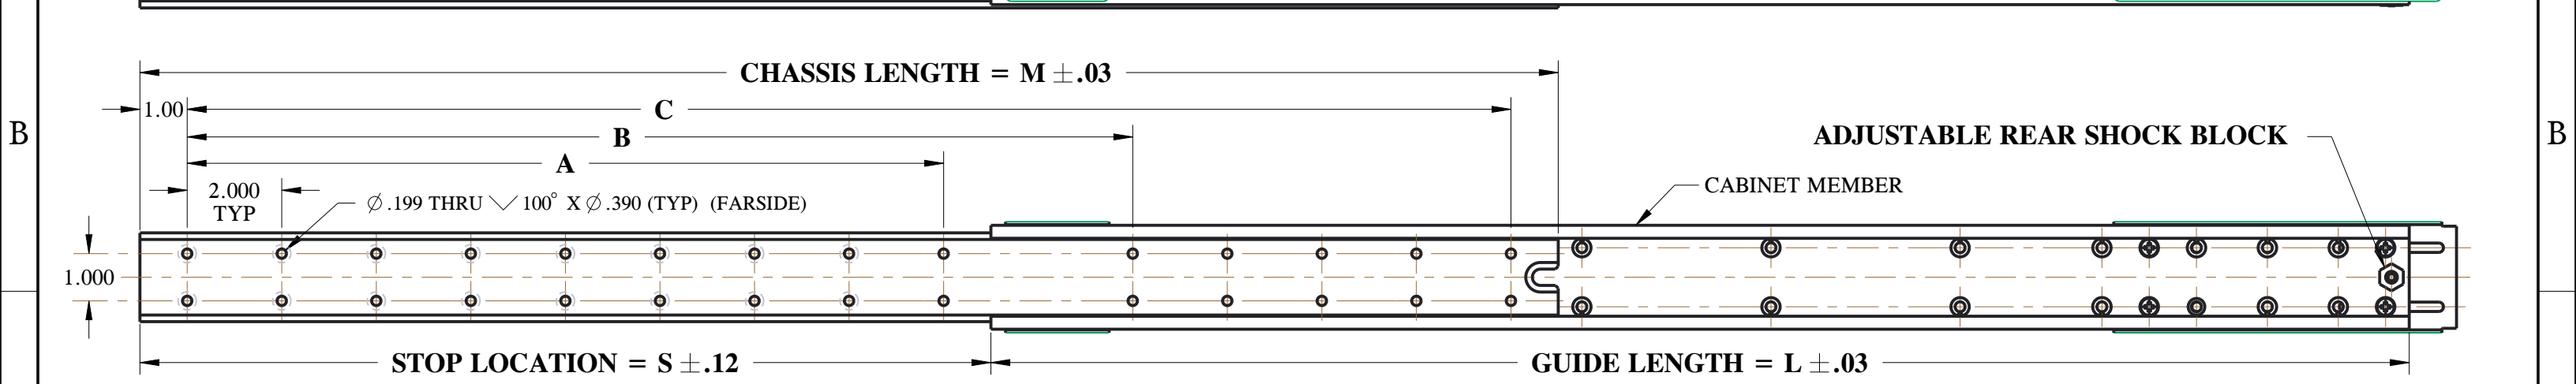 CHASSIS LENGTH = M ±.03
1.00
C
B
B
B
ADJUSTABLE REAR SHOCK BLOCK
A
2.000
TYP
Ø.199 THRU ⌵ 100° X Ø.390 (TYP) (FARSIDE)
CABINET MEMBER
1.000
STOP LOCATION = S ±.12
GUIDE LENGTH = L ±.03